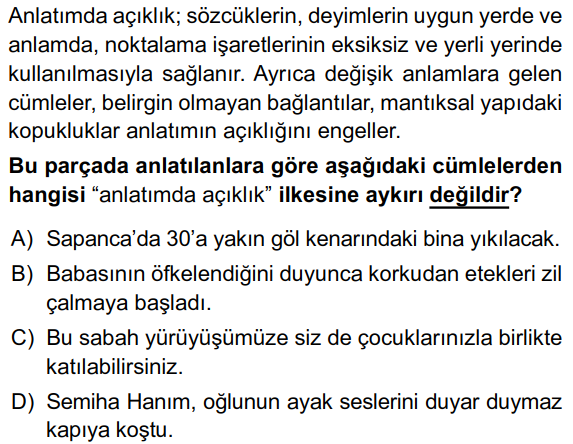 Anlatımda açıklık; sözcüklerin, deyimlerin uygun yerde ve
anlamda, noktalama işaretlerinin eksiksiz ve yerli yerinde
kullanılmasıyla sağlanır. Ayrıca değişik anlamlara gelen
cümleler, belirgin olmayan bağlantılar, mantıksal yapıdaki
kopukluklar anlatımın açıklığını engeller.
Bu parçada anlatılanlara göre aşağıdaki cümlelerden
hangisi “anlatımda açıklık” ilkesine aykırı değildir?
A) Sapanca’da 30’a yakın göl kenarındaki bina yıkılacak.
B) Babasının öfkelendiğini duyunca korkudan etekleri zil
çalmaya başladı.
C) Bu sabah yürüyüşümüze siz de çocuklarınızla birlikte
katılabilirsiniz.
D) Semiha Hanım, oğlunun ayak seslerini duyar duymaz
kapıya koştu.